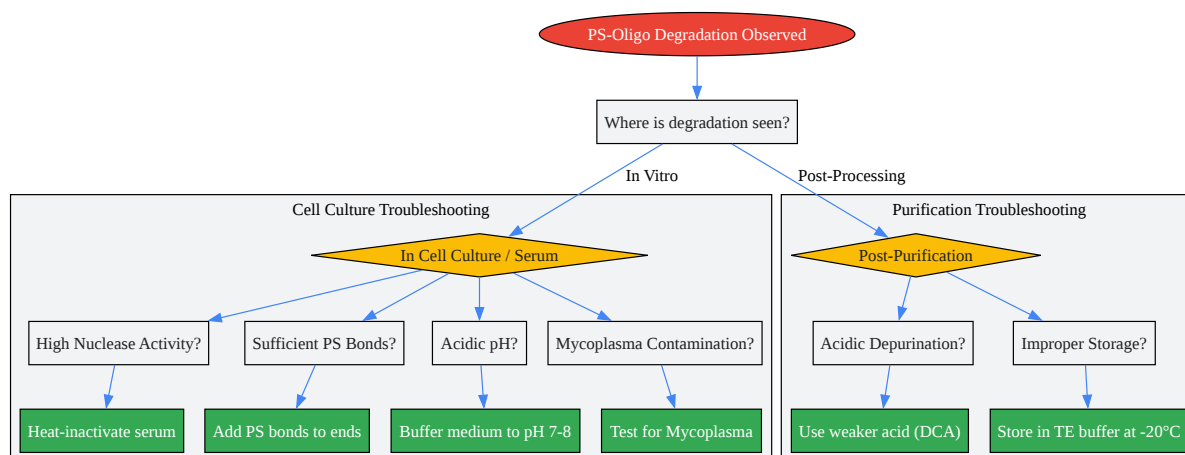 PS-Oligo Degradation Observed
Where is degradation seen?
In Vitro
Post-Processing
Cell Culture Troubleshooting
Purification Troubleshooting
In Cell Culture / Serum
Post-Purification
High Nuclease Activity?
Sufficient PS Bonds?
Acidic pH?
Mycoplasma Contamination?
Acidic Depurination?
Improper Storage?
Heat-inactivate serum
Add PS bonds to ends
Buffer medium to pH 7-8
Test for Mycoplasma
Use weaker acid (DCA)
Store in TE buffer at -20°C